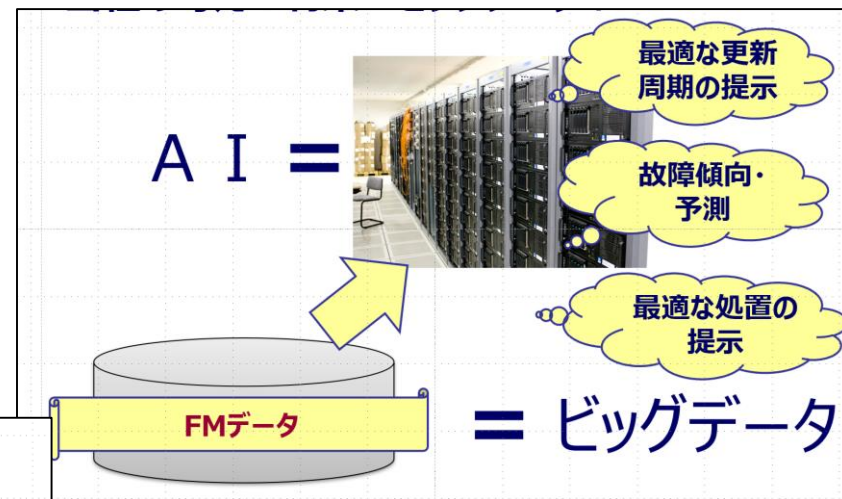 最適な更新
周期の提示
ＡＩ＝
故障傾向・
予測
最適な処置の
提示
FMデータ
＝ビッグデータ